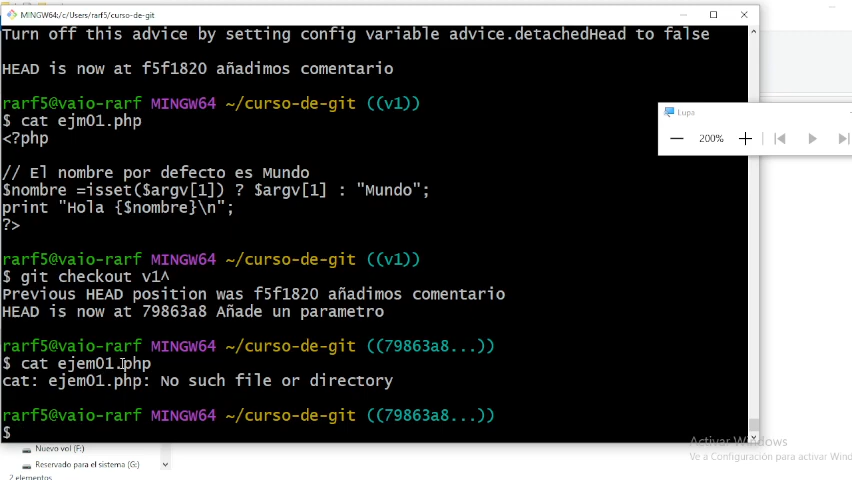 MINGW64:/c/Users/rarf5/curso-de-git
Turn off this advice by setting config variable advice.detachedHead to false
HEAD is now at f5f1820 añadimos comentario
rarf5@vaio-rarf MINGW64 ~/curso-de-git ((v1))
$ cat ejm01.php
<?php
// El nombre por defecto es Mundo
$nombre =isset($argv[1]) ? $argv[1] : "Mundo";
print "Hola {$nombre}\n";
?>
rarf5@vaio-rarf MINGW64 ~/curso-de-git ((v1))
$ git checkout v1^
Previous HEAD position was f5f1820 añadimos comentario
HEAD is now at 79863a8 Añade un parametro
rarf5@vaio-rarf MINGW64 ~/curso-de-git ((79863a8...))
$ cat ejem01.php
cat: ejem01.php: No such file or directory
rarf5@vaio-rarf MINGW64 ~/curso-de-git ((79863a8...))
$
Lupa
200%
Nuevo vol (F:)
Reservado para el sistema (G:)
2 elementos
Activar Windows
Ve a Configuración para activar Wind